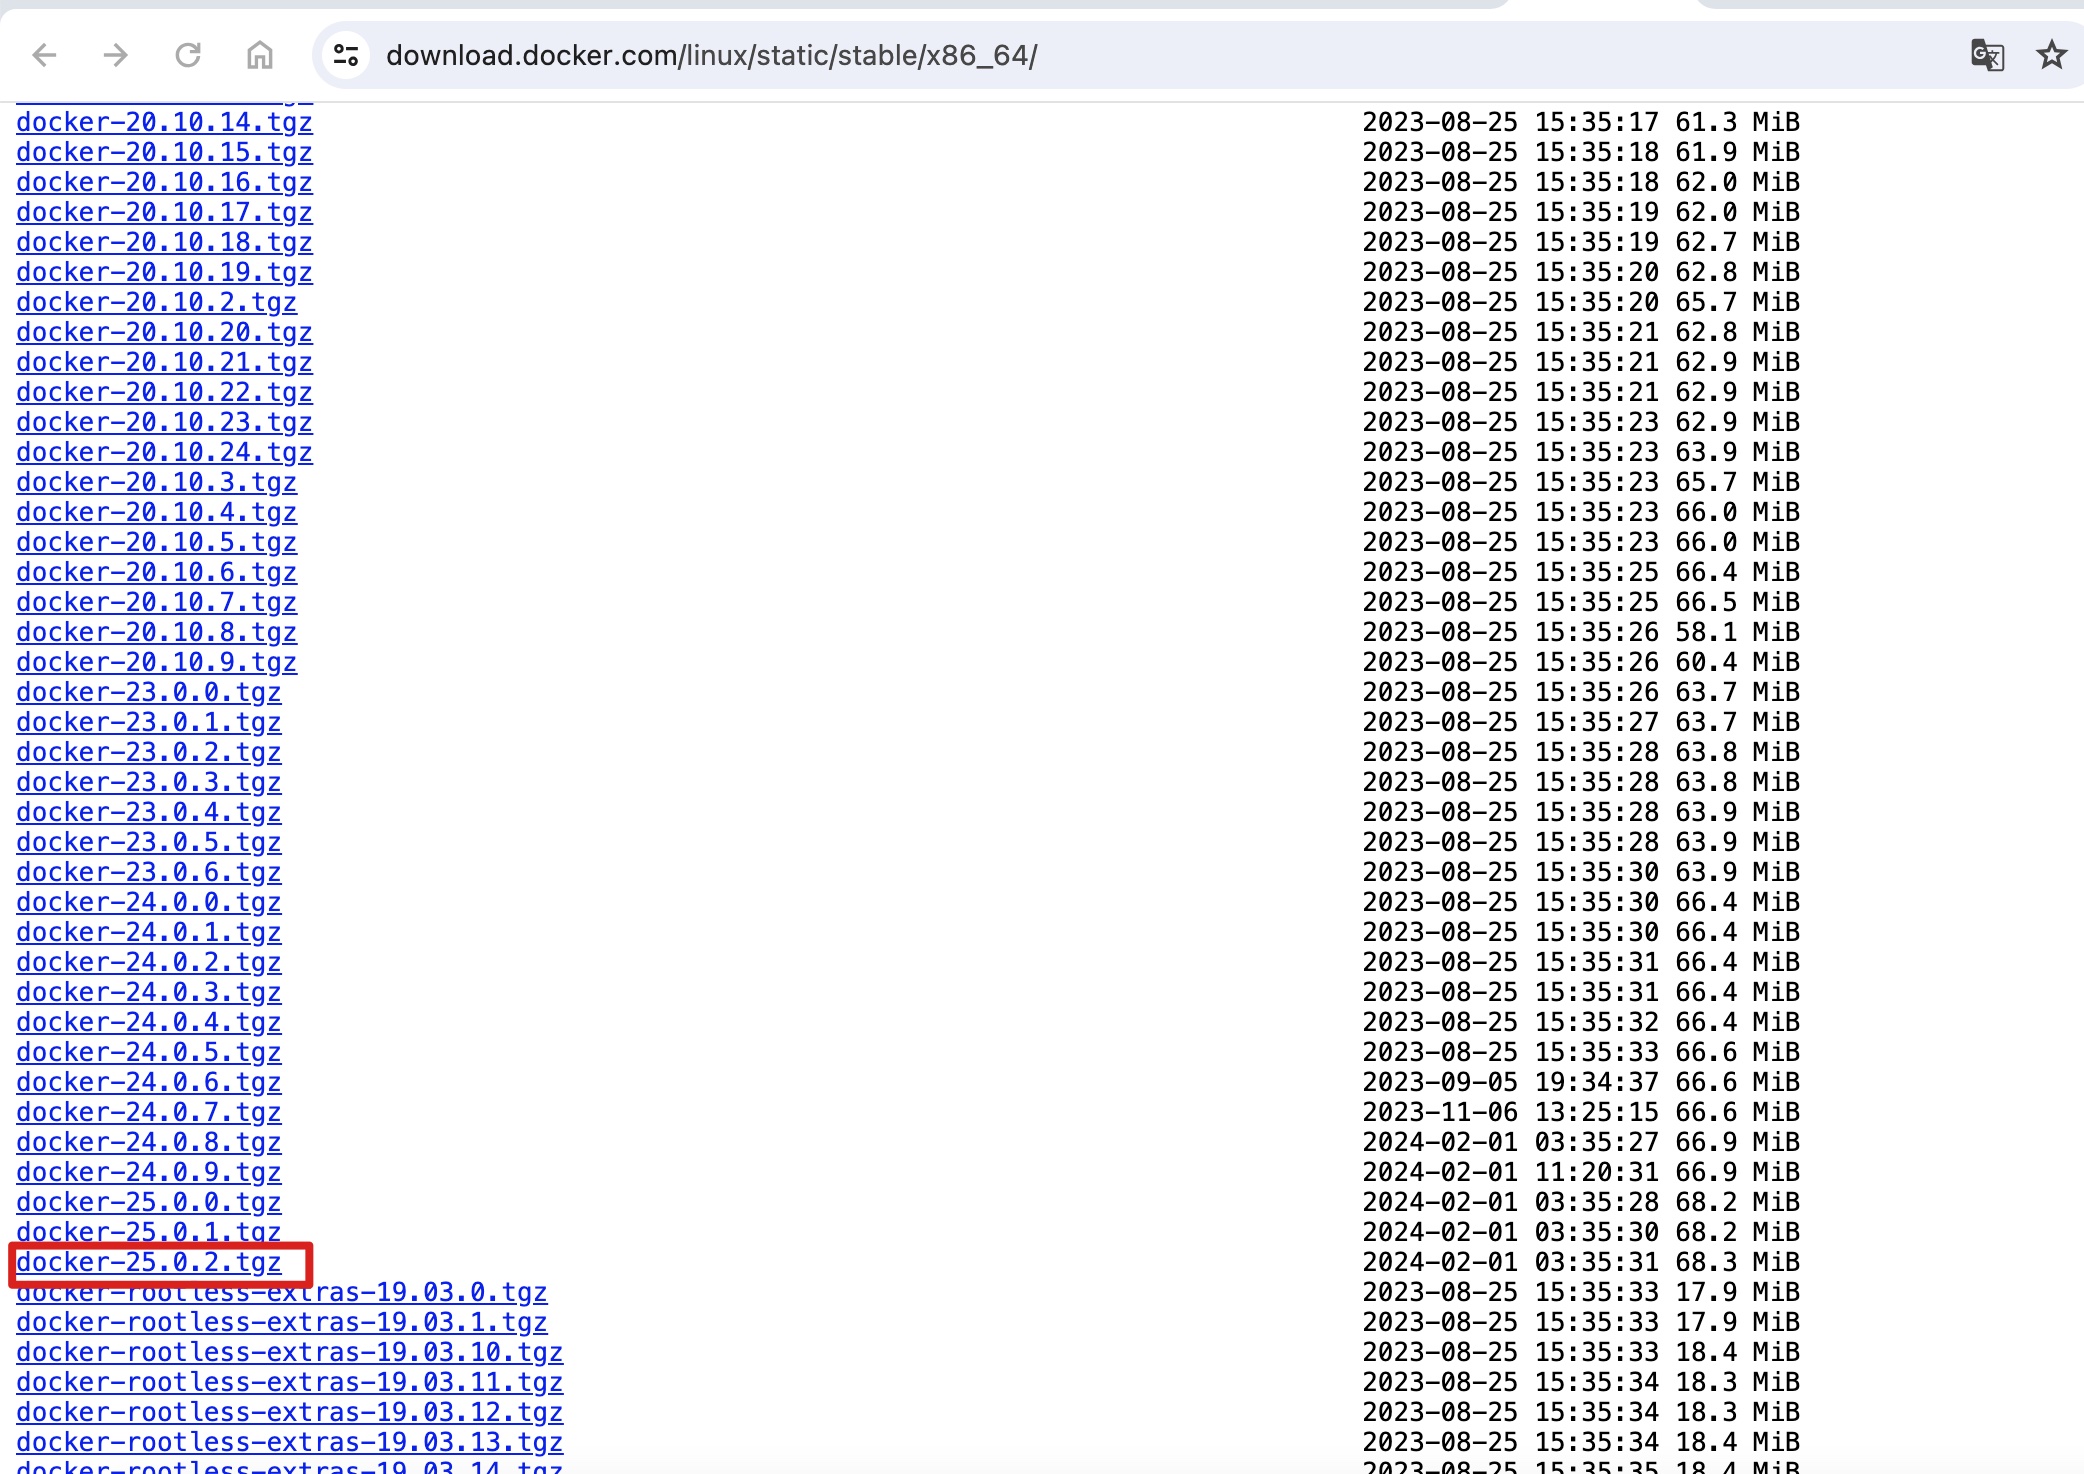 download.docker.com/linux/static/stable/x86_64/
docker-20.10.14.tgz 2023-08-25 15:35:17 61.3 MiB
docker-20.10.15.tgz 2023-08-25 15:35:18 61.9 MiB
docker-20.10.16.tgz 2023-08-25 15:35:18 62.0 MiB
docker-20.10.17.tgz 2023-08-25 15:35:19 62.0 MiB
docker-20.10.18.tgz 2023-08-25 15:35:19 62.7 MiB
docker-20.10.19.tgz 2023-08-25 15:35:20 62.8 MiB
docker-20.10.2.tgz 2023-08-25 15:35:20 65.7 MiB
docker-20.10.20.tgz 2023-08-25 15:35:21 62.8 MiB
docker-20.10.21.tgz 2023-08-25 15:35:21 62.9 MiB
docker-20.10.22.tgz 2023-08-25 15:35:21 62.9 MiB
docker-20.10.23.tgz 2023-08-25 15:35:23 62.9 MiB
docker-20.10.24.tgz 2023-08-25 15:35:23 63.9 MiB
docker-20.10.3.tgz 2023-08-25 15:35:23 65.7 MiB
docker-20.10.4.tgz 2023-08-25 15:35:23 66.0 MiB
docker-20.10.5.tgz 2023-08-25 15:35:23 66.0 MiB
docker-20.10.6.tgz 2023-08-25 15:35:25 66.4 MiB
docker-20.10.7.tgz 2023-08-25 15:35:25 66.5 MiB
docker-20.10.8.tgz 2023-08-25 15:35:26 58.1 MiB
docker-20.10.9.tgz 2023-08-25 15:35:26 60.4 MiB
docker-23.0.0.tgz 2023-08-25 15:35:26 63.7 MiB
docker-23.0.1.tgz 2023-08-25 15:35:27 63.7 MiB
docker-23.0.2.tgz 2023-08-25 15:35:28 63.8 MiB
docker-23.0.3.tgz 2023-08-25 15:35:28 63.8 MiB
docker-23.0.4.tgz 2023-08-25 15:35:28 63.9 MiB
docker-23.0.5.tgz 2023-08-25 15:35:28 63.9 MiB
docker-23.0.6.tgz 2023-08-25 15:35:30 63.9 MiB
docker-24.0.0.tgz 2023-08-25 15:35:30 66.4 MiB
docker-24.0.1.tgz 2023-08-25 15:35:30 66.4 MiB
docker-24.0.2.tgz 2023-08-25 15:35:31 66.4 MiB
docker-24.0.3.tgz 2023-08-25 15:35:31 66.4 MiB
docker-24.0.4.tgz 2023-08-25 15:35:32 66.4 MiB
docker-24.0.5.tgz 2023-08-25 15:35:33 66.6 MiB
docker-24.0.6.tgz 2023-09-05 19:34:37 66.6 MiB
docker-24.0.7.tgz 2023-11-06 13:25:15 66.6 MiB
docker-24.0.8.tgz 2024-02-01 03:35:27 66.9 MiB
docker-24.0.9.tgz 2024-02-01 11:20:31 66.9 MiB
docker-25.0.0.tgz 2024-02-01 03:35:28 68.2 MiB
docker-25.0.1.tgz 2024-02-01 03:35:30 68.2 MiB
docker-25.0.2.tgz 2024-02-01 03:35:31 68.3 MiB
docker-rootless-extras-19.03.0.tgz 2023-08-25 15:35:33 17.9 MiB
docker-rootless-extras-19.03.1.tgz 2023-08-25 15:35:33 17.9 MiB
docker-rootless-extras-19.03.10.tgz 2023-08-25 15:35:33 18.4 MiB
docker-rootless-extras-19.03.11.tgz 2023-08-25 15:35:34 18.3 MiB
docker-rootless-extras-19.03.12.tgz 2023-08-25 15:35:34 18.3 MiB
docker-rootless-extras-19.03.13.tgz 2023-08-25 15:35:34 18.4 MiB
docker-rootless-extras-19.03.14.tgz 2023-08-25 15:35:35 18.4 MiB